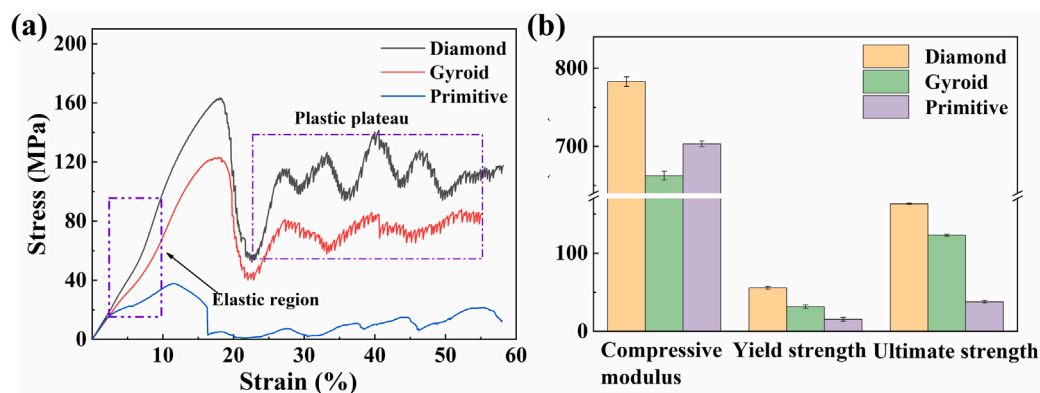 (a)
Stress (MPa)
200
160
120
80
40
0
Diamond
Gyroid
Primitive
Plastic plateau
Elastic region
0 10 20 30 40 50 60
Strain (%)
(b)
800
700
100
0
Diamond
Gyroid
Primitive
Compressive
modulus
Yield strength
Ultimate strength